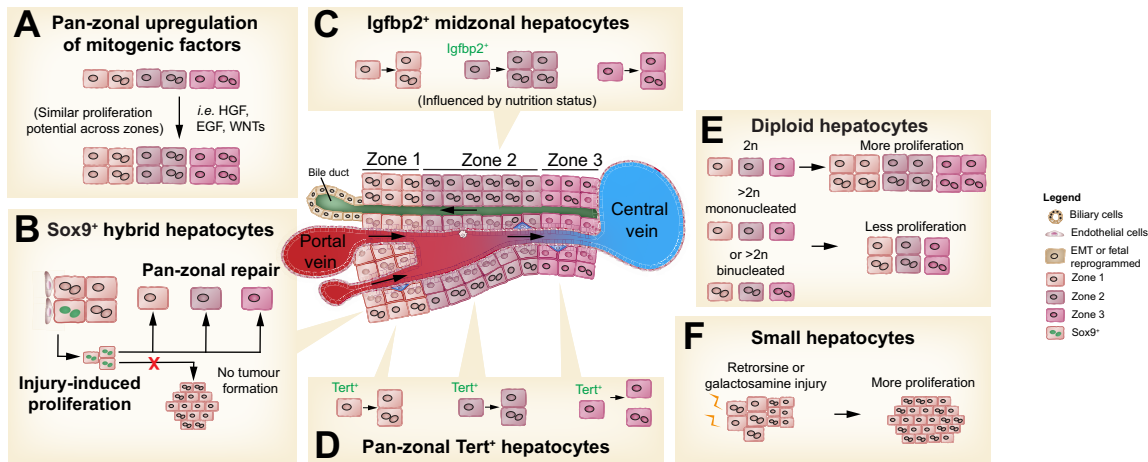 A
Pan-zonal upregulation
of mitogenic factors
(Similar proliferation
potential across zones)
i.e. HGF,
EGF, WNTs
B
Sox9+ hybrid hepatocytes
Pan-zonal repair
X
Injury-induced
proliferation
No tumour
formation
C
Igfbp2+ midzonal hepatocytes
Igfbp2+
(Influenced by nutrition status)
Zone 1
Zone 2
Zone 3
Bile duct
Portal
vein
Central
vein
Tert+
Tert+
Tert+
D
Pan-zonal Tert+ hepatocytes
E
Diploid hepatocytes
2n
More proliferation
>2n
mononucleated
Less proliferation
or >2n
binucleated
F
Small hepatocytes
Retrorsine or
galactosamine injury
More proliferation
Legend
Biliary cells
Endothelial cells
EMT or fetal
reprogrammed
Zone 1
Zone 2
Zone 3
Sox9+